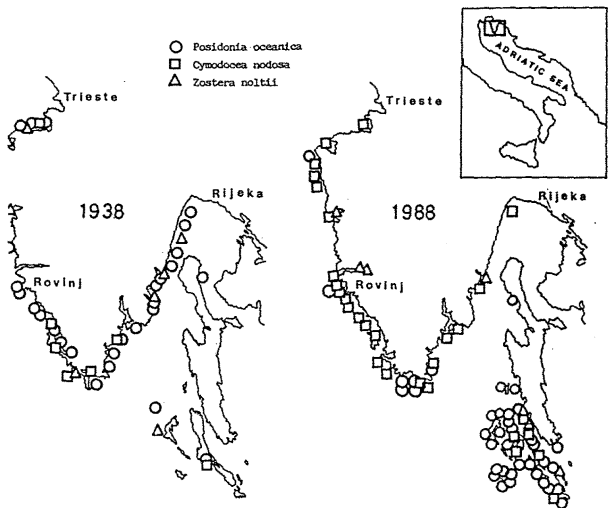 Posidonia oceanica
Cymodocea nodosa
Zostera noltii
ADRIATIC SEA
Trieste
Trieste
1938
Rijeka
1988
Rijeka
Rovinj
Rovinj